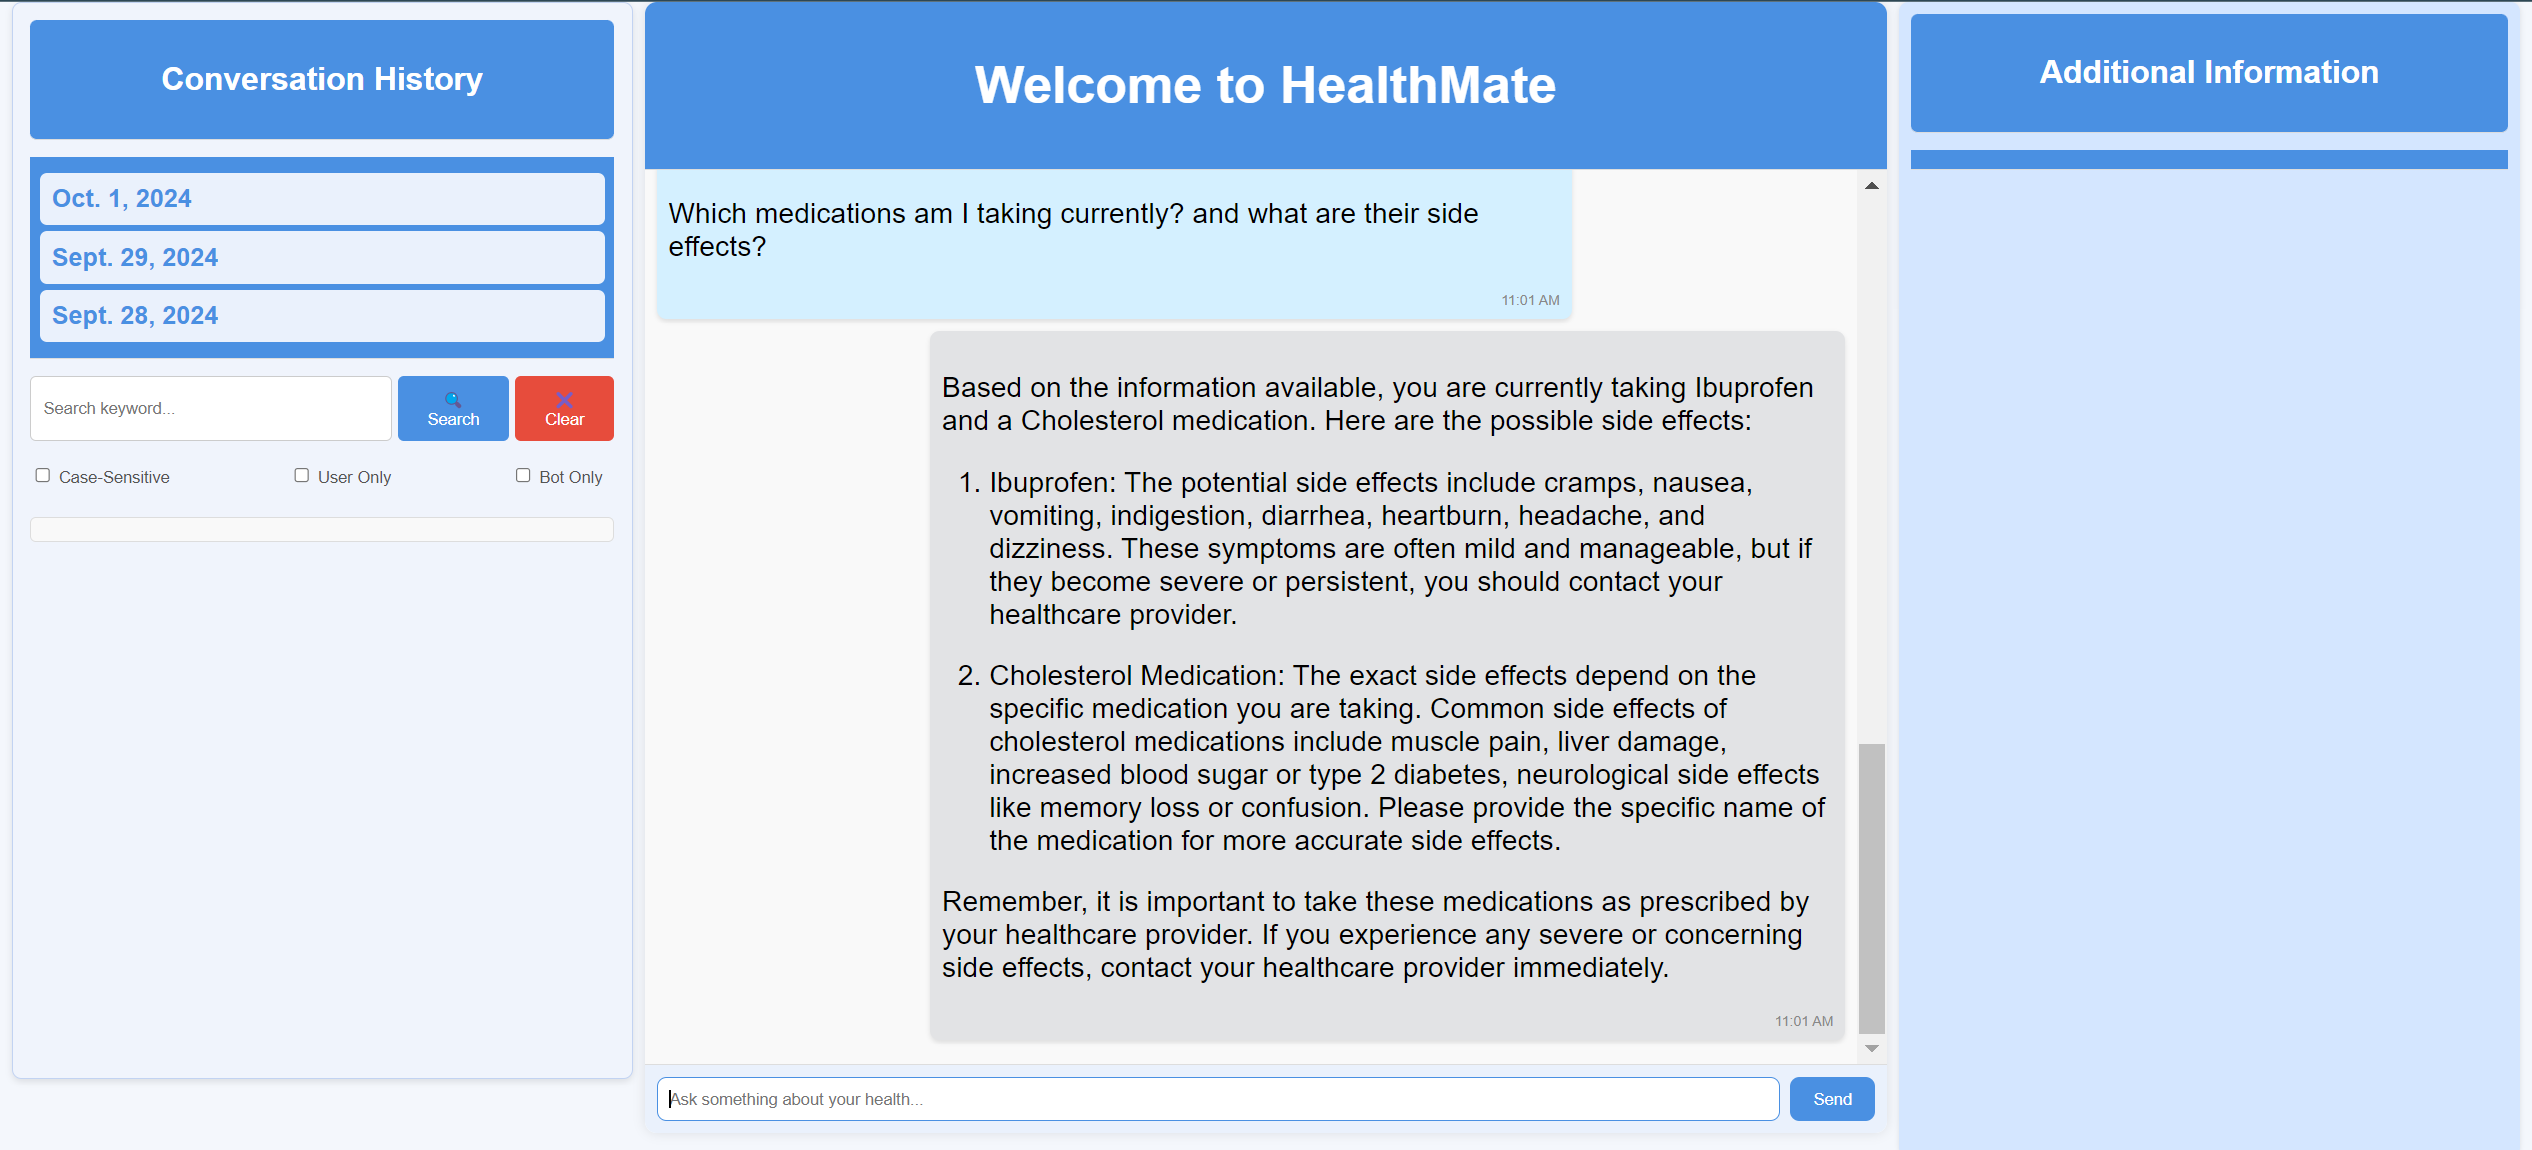 Conversation History
Oct. 1, 2024
Sept. 29, 2024
Sept. 28, 2024
Search keyword...
Search
Clear
Case-Sensitive
User Only
Bot Only
Welcome to HealthMate
Which medications am I taking currently? and what are their side
effects?
11:01 AM
Based on the information available, you are currently taking Ibuprofen
and a Cholesterol medication. Here are the possible side effects:
1. Ibuprofen: The potential side effects include cramps, nausea,
vomiting, indigestion, diarrhea, heartburn, headache, and
dizziness. These symptoms are often mild and manageable, but if
they become severe or persistent, you should contact your
healthcare provider.
2. Cholesterol Medication: The exact side effects depend on the
specific medication you are taking. Common side effects of
cholesterol medications include muscle pain, liver damage,
increased blood sugar or type 2 diabetes, neurological side effects
like memory loss or confusion. Please provide the specific name of
the medication for more accurate side effects.
Remember, it is important to take these medications as prescribed by
your healthcare provider. If you experience any severe or concerning
side effects, contact your healthcare provider immediately.
11:01 AM
Ask something about your health...
Send
Additional Information